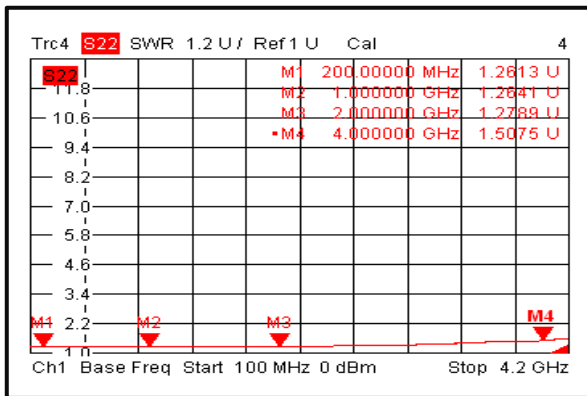 Trc4 S22 SWR 1.2 U / Ref 1 U Cal 4
S22
M1 200.00000 MHz 1.2613 U
M2 1.000000 GHz 1.2641 U
M3 2.000000 GHz 1.2789 U
•M4 4.000000 GHz 1.5075 U
11.8
10.6
9.4
8.2
7.0
5.8
4.6
3.4
2.2
1.0
M1 M2 M3 M4
Ch1 Base Freq Start 100 MHz 0 dBm Stop 4.2 GHz